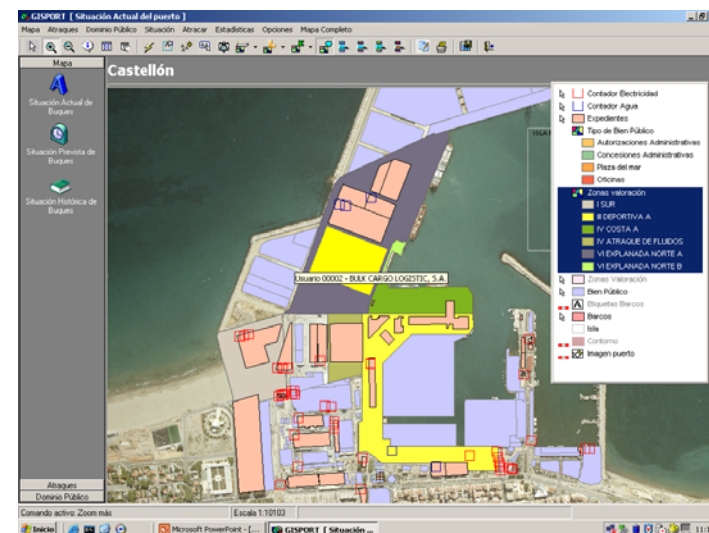 GISPORT [ Situación Actual del puerto ]
Mapa Atraques Dominio Público Situación Atracar Estadísticas Opciones Mapa Completo
Mapa
Situación Actual de
Buques
Situación Prevista de
Buques
Situación Histórica de
Buques
Atraques
Dominio Público
Castellón
Usuario 00002 - BULK CARGO LOGISTIC, S.A.
Contador Electricidad
Contador Agua
Expedientes
Tipo de Bien Público
Autorizaciones Administrativas
Concesiones Administrativas
Plaza del mar
Oficinas
Zonas valoración
I SUR
II DEPORTIVA A
IV COSTA A
IV ATRAQUE DE FLUIDOS
VI EXPLANADA NORTE A
VI EXPLANADA NORTE B
Zonas Valoración
Bien Público
Etiquetas Barcos
Barcos
Isla
Contorno
Imagen puerto
Comando activo: Zoom más
Escala 1:10103
Inicio
Microsoft PowerPoint - [...
GISPORT [ Situación ...